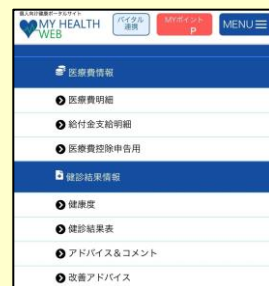 個人向け健康ポータルサイト
MY HEALTH WEB
バイタル連携
MYポイント
P
MENU
医療費情報
医療費明細
給付金支給明細
医療費控除申告用
健診結果情報
健康度
健診結果表
アドバイス&コメント
改善アドバイス